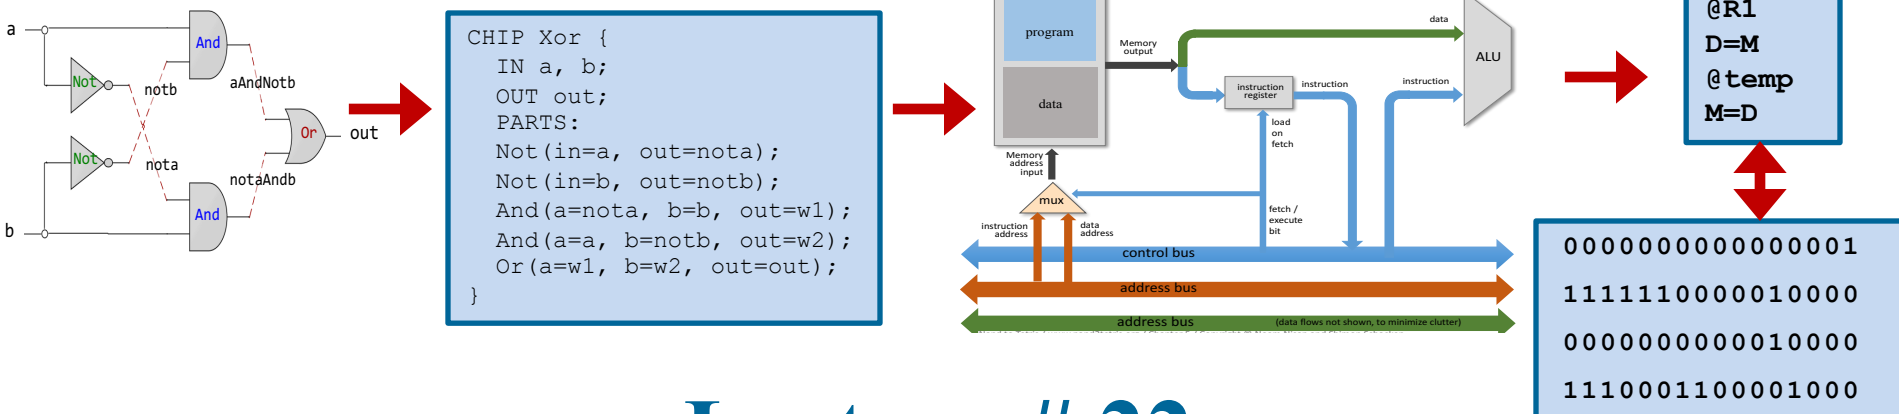 a
b
Not
Not
And
And
notb
nota
aAndNotb
notaAndb
Or
out
CHIP Xor {
IN a, b;
OUT out;
PARTS:
Not(in=a, out=nota);
Not(in=b, out=notb);
And(a=nota, b=b, out=w1);
And(a=a, b=notb, out=w2);
Or(a=w1, b=w2, out=out);
}
program
data
Memory
output
data
ALU
instruction
register
instruction
instruction
load
on
fetch
Memory
address
input
mux
instruction
address
data
address
fetch /
execute
bit
control bus
address bus
address bus
(data flows not shown, to minimize clutter)
@R1
D=M
@temp
M=D
0000000000000001
1111110000010000
0000000000010000
1110001100001000